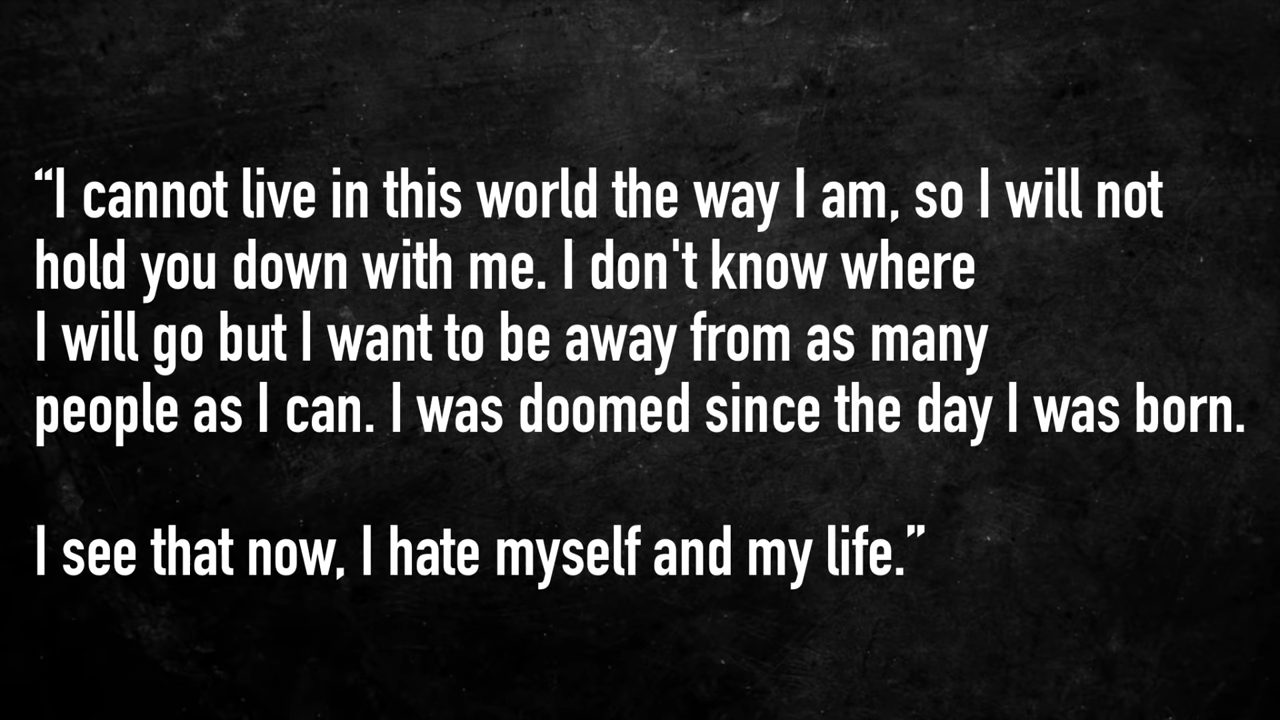 “I cannot live in this world the way I am, so I will not
hold you down with me. I don't know where
I will go but I want to be away from as many
people as I can. I was doomed since the day I was born.
I see that now, I hate myself and my life.”